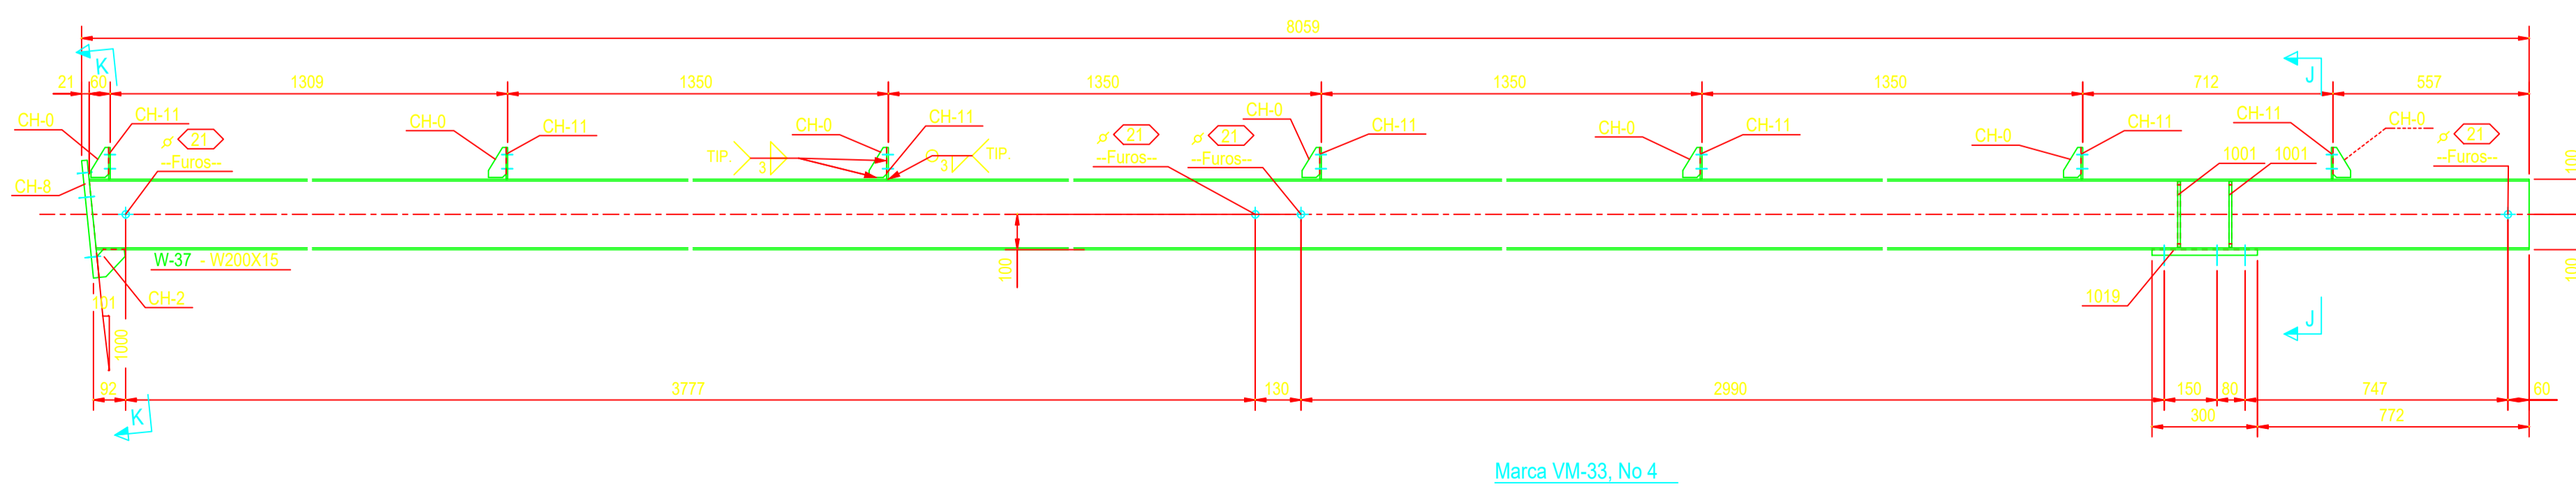 8059
K
J
21
60
1309
1350
1350
1350
1350
712
557
CH-0
CH-11
⌀ 21
--Furos--
CH-0
CH-11
TIP.
3
CH-0
CH-11
3
TIP.
⌀ 21
--Furos--
⌀ 21
--Furos--
CH-0
CH-11
CH-0
CH-11
CH-0
CH-11
CH-11
CH-0
⌀ 21
--Furos--
1001
1001
100
CH-8
W-37 - W200X15
CH-2
101
1000
100
100
1019
J
92
3777
130
2990
150
80
747
60
300
772
K
Marca VM-33, No 4